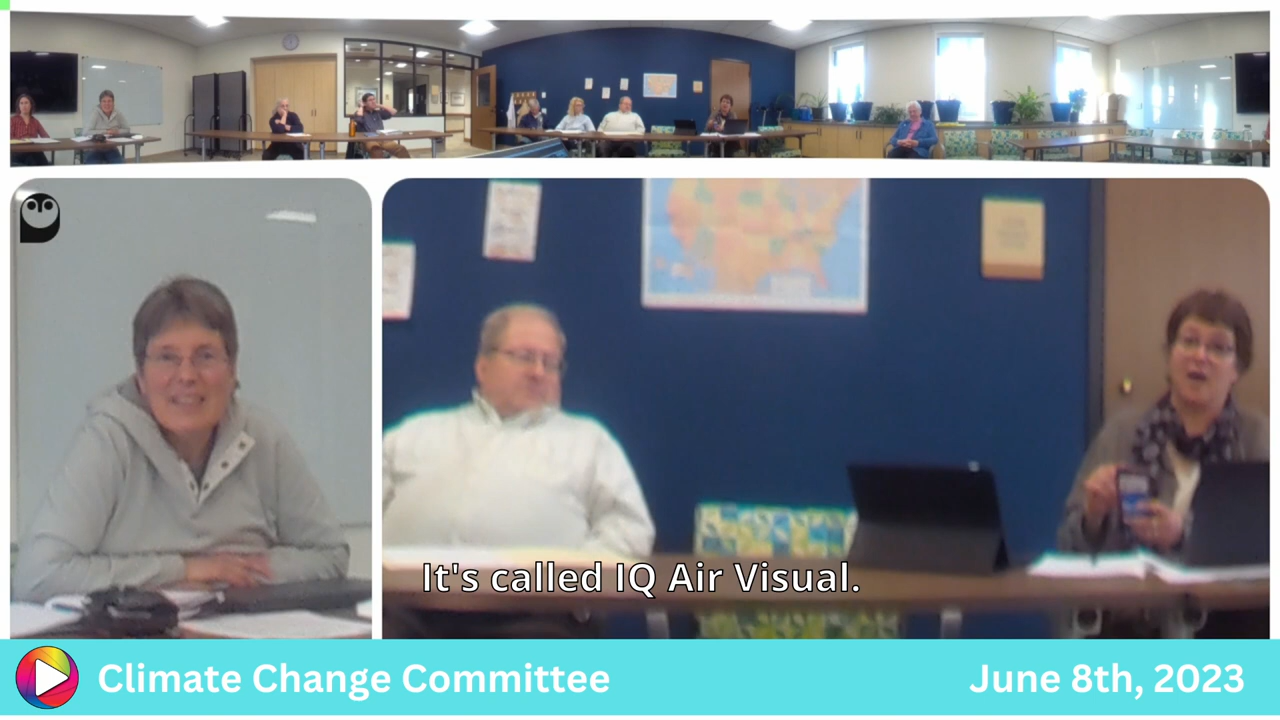 It's called IQ Air Visual.
Climate Change Committee
June 8th, 2023